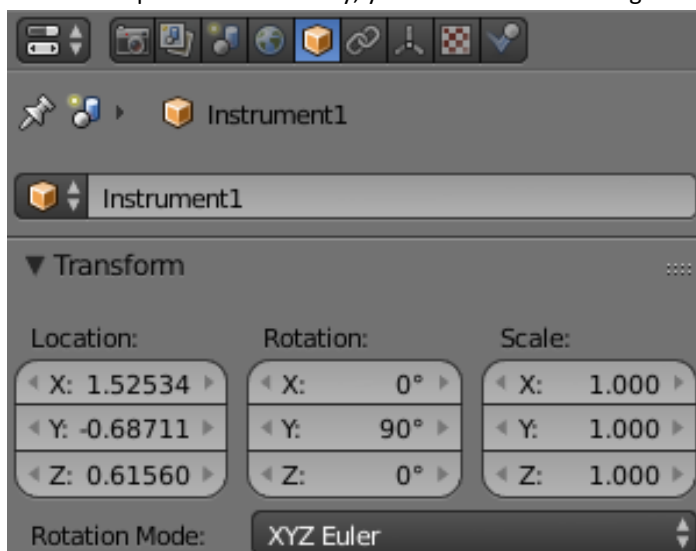 Instrument1
Instrument1
Transform
Location: Rotation: Scale:
X: 1.52534 X: 0° X: 1.000
Y: -0.68711 Y: 90° Y: 1.000
Z: 0.61560 Z: 0° Z: 1.000
Rotation Mode: XYZ Euler